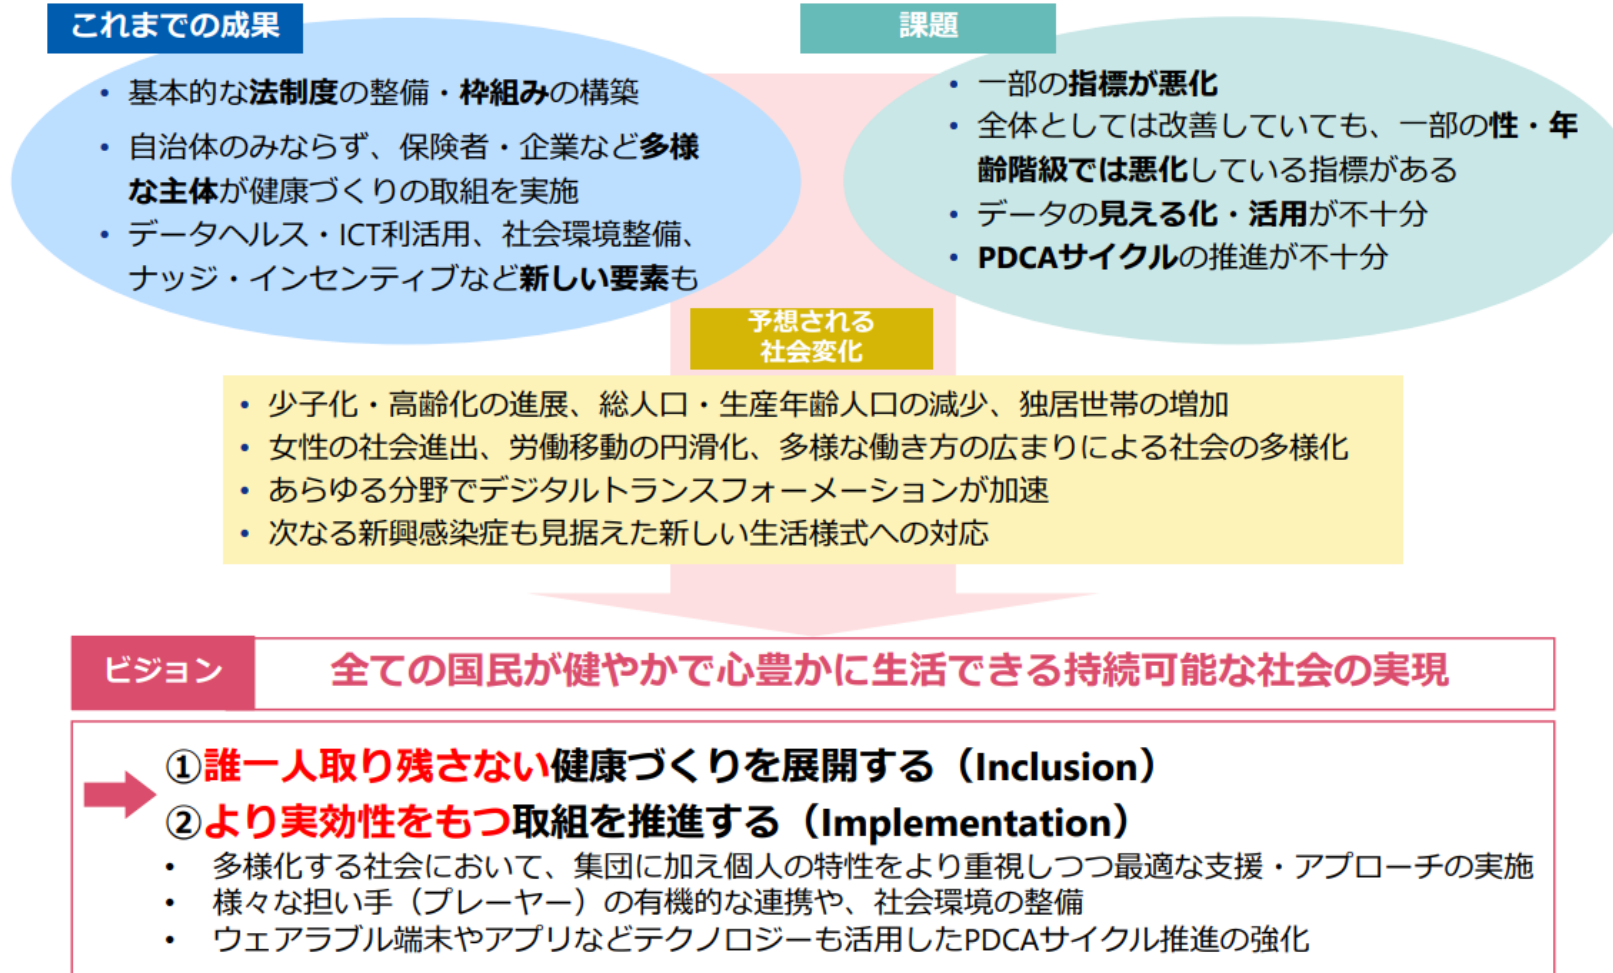 これまでの成果
• 基本的な法制度の整備・枠組みの構築
• 自治体のみならず、保険者・企業など多様
な主体が健康づくりの取組を実施
• データヘルス・ICT利活用、社会環境整備、
ナッジ・インセンティブなど新しい要素も
課題
• 一部の指標が悪化
• 全体としては改善していても、一部の性・年
齢階級では悪化している指標がある
• データの見える化・活用が不十分
• PDCAサイクルの推進が不十分
予想される
社会変化
• 少子化・高齢化の進展、総人口・生産年齢人口の減少、独居世帯の増加
• 女性の社会進出、労働移動の円滑化、多様な働き方の広まりによる社会の多様化
• あらゆる分野でデジタルトランスフォーメーションが加速
• 次なる新興感染症も見据えた新しい生活様式への対応
ビジョン
全ての国民が健やかで心豊かに生活できる持続可能な社会の実現
①誰一人取り残さない健康づくりを展開する（Inclusion）
②より実効性をもつ取組を推進する（Implementation）
• 多様化する社会において、集団に加え個人の特性をより重視しつつ最適な支援・アプローチの実施
• 様々な担い手（プレーヤー）の有機的な連携や、社会環境の整備
• ウェアラブル端末やアプリなどテクノロジーも活用したPDCAサイクル推進の強化